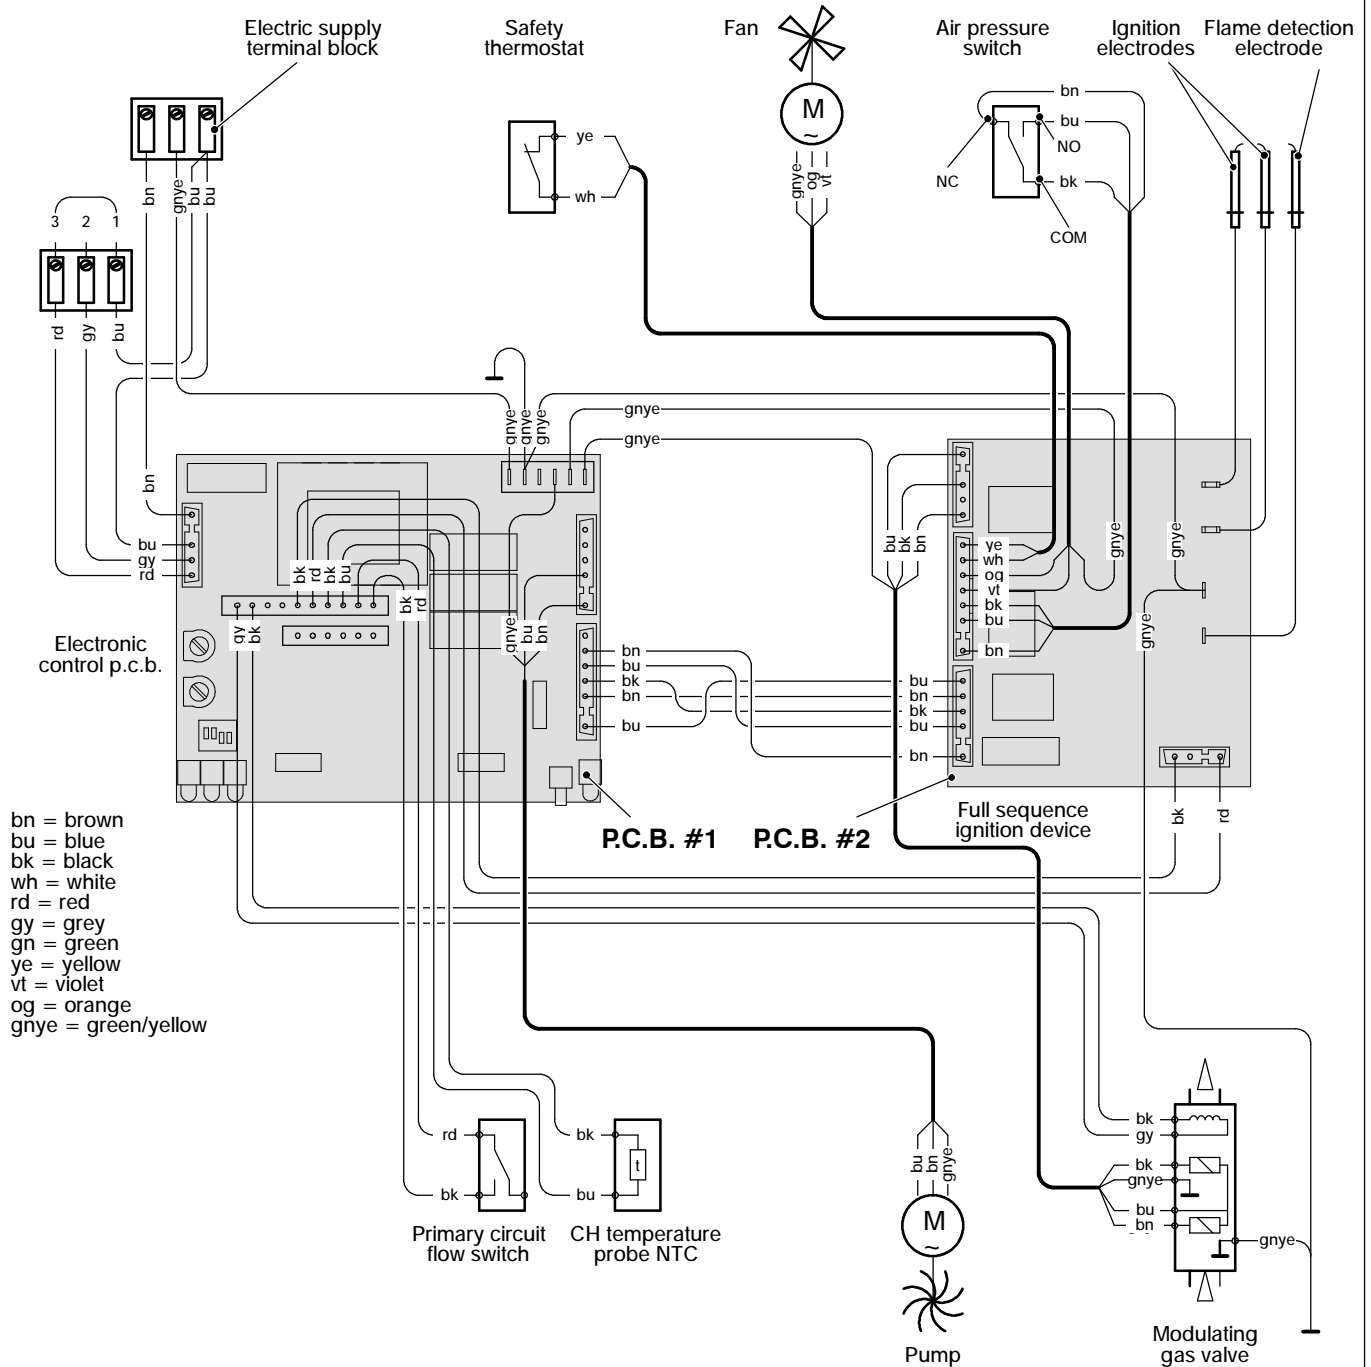 Electric supply
terminal block
Safety
thermostat
Fan
Air pressure
switch
Ignition
electrodes
Flame detection
electrode
M
~
bn
bu
NO
bk
NC
COM
ye
wh
gnye
og
vt
bn
gnye
bu
bu
3 2 1
rd
gy
bu
gnye
gnye
gnye
gnye
gnye
bn
bu
gy
rd
bk
rd
bk
bu
bk
rd
gy
bk
gnye
bu
bn
bu
bk
bn
ye
wh
og
vt
bk
bu
bn
gnye
gnye
gnye
bn
bu
bk
bn
bu
bu
bn
bk
bu
bn
bk
rd
Electronic
control p.c.b.
P.C.B. #1
P.C.B. #2
Full sequence
ignition device
bn = brown
bu = blue
bk = black
wh = white
rd = red
gy = grey
gn = green
ye = yellow
vt = violet
og = orange
gnye = green/yellow
rd
bk
bk
bu
t
Primary circuit
flow switch
CH temperature
probe NTC
bu
bn
gnye
M
~
Pump
bk
gy
bk
gnye
bu
bn
gnye
Modulating
gas valve